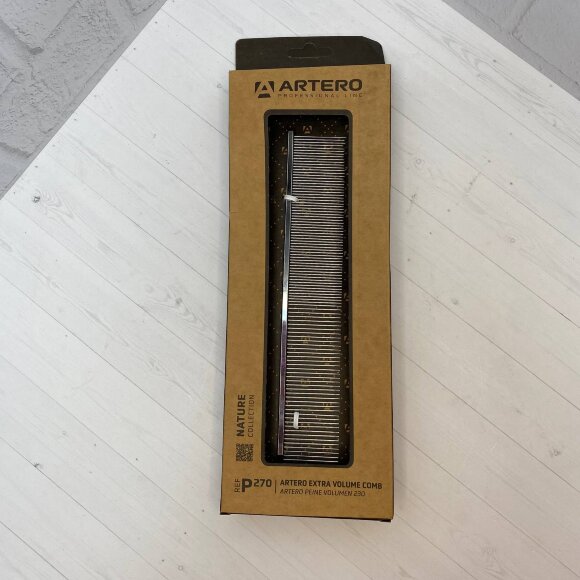 ARTERO
PROFESSIONAL LINE
NATURE
COLLECTION
REF P270
ARTERO EXTRA VOLUME COMB
ARTERO PEINE VOLUMEN 230